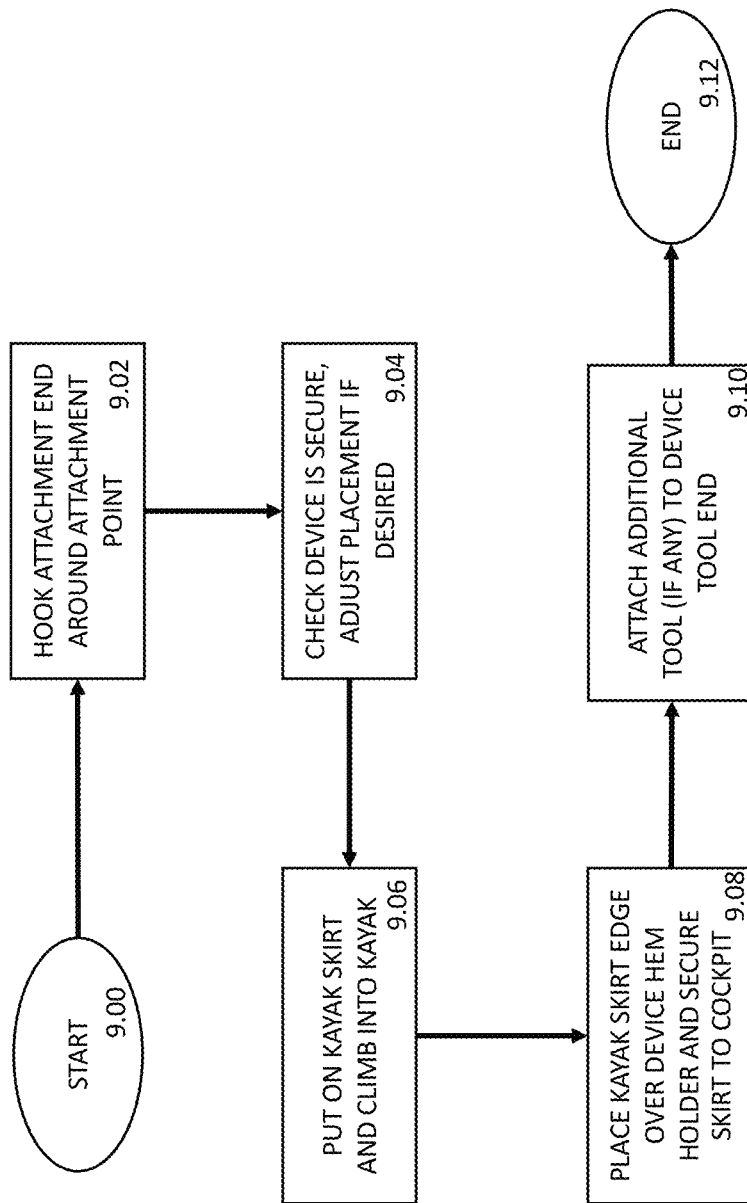 START
9.00
HOOK ATTACHMENT END
AROUND ATTACHMENT
POINT
9.02
CHECK DEVICE IS SECURE,
ADJUST PLACEMENT IF
DESIRED
9.04
PUT ON KAYAK SKIRT
AND CLIMB INTO KAYAK
9.06
PLACE KAYAK SKIRT EDGE
OVER DEVICE HEM
HOLDER AND SECURE
SKIRT TO COCKPIT
9.08
ATTACH ADDITIONAL
TOOL (IF ANY) TO DEVICE
TOOL END
9.10
END
9.12